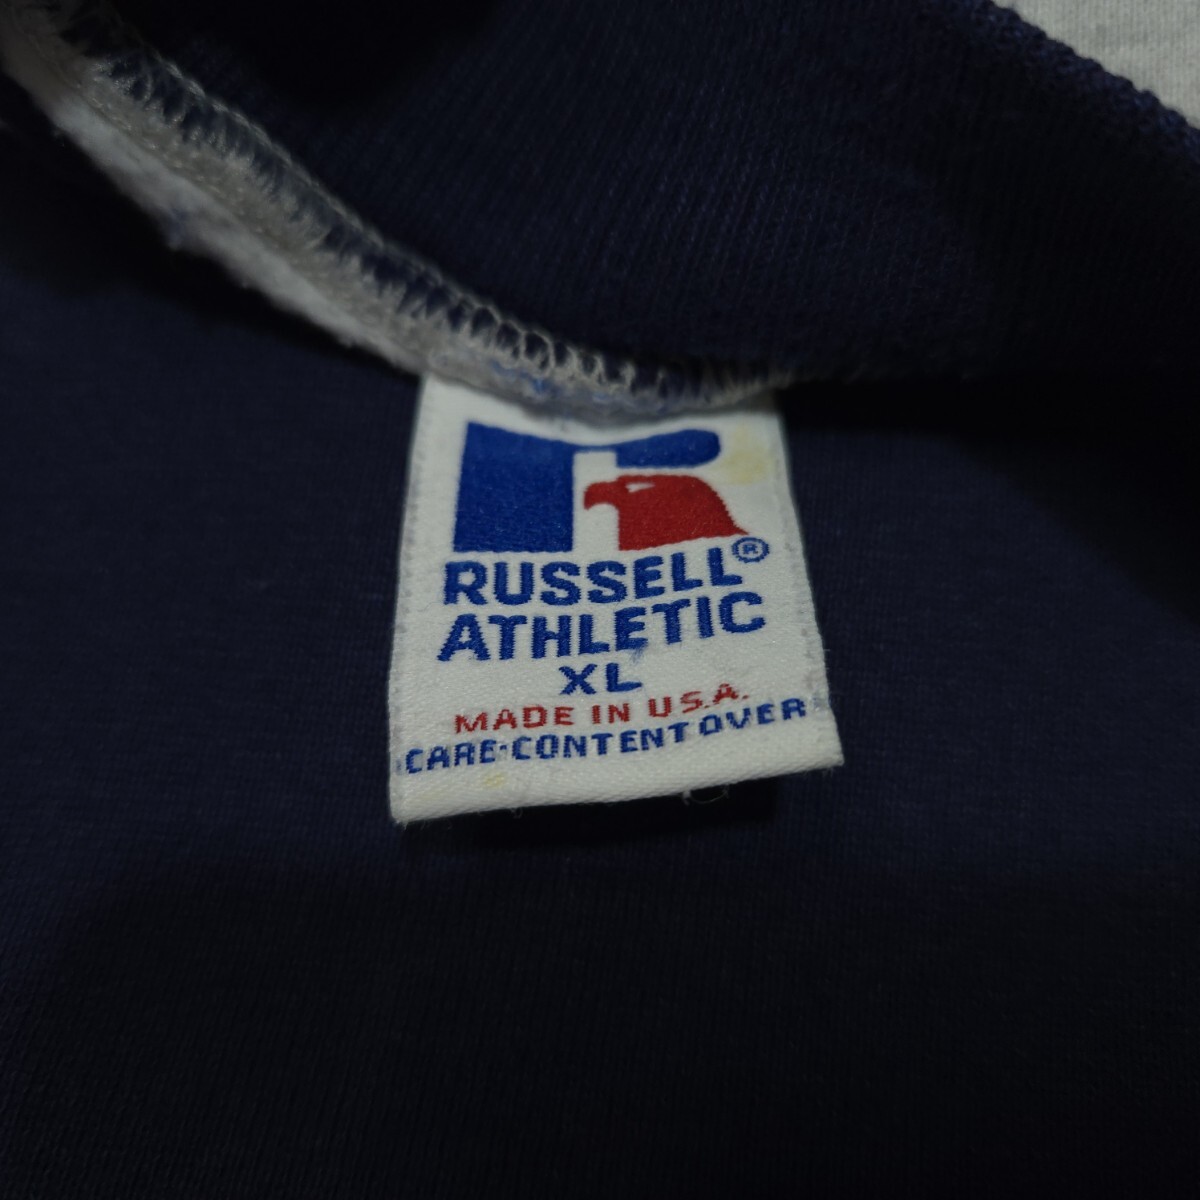 RUSSELL®
ATHLETIC
XL
MADE IN U.S.A.
CARE·CONTENT OVER